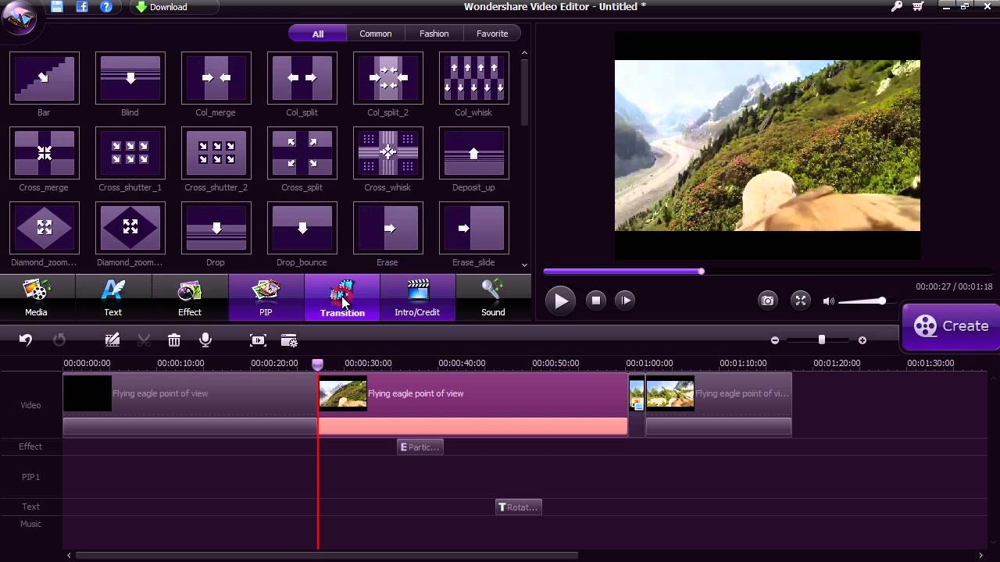 Download
Wondershare Video Editor - Untitled *
All Common Fashion Favorite
Bar Blind Col_merge Col_split Col_split_2 Col_whisk
Cross_merge Cross_shutter_1 Cross_shutter_2 Cross_split Cross_whisk Deposit_up
Diamond_zoom... Diamond_zoom... Drop Drop_bounce Erase Erase_slide
Media Text Effect PIP Transition Intro/Credit Sound
00:00:27 / 00:01:18
Create
00:00:00:00 00:00:10:00 00:00:20:00 00:00:30:00 00:00:40:00 00:00:50:00 00:01:00:00 00:01:10:00 00:01:20:00 00:01:30:00
Video Flying eagle point of view Flying eagle point of view Flying eagle point of vi...
Effect E Partic...
PIP1
Text T Rotat...
Music